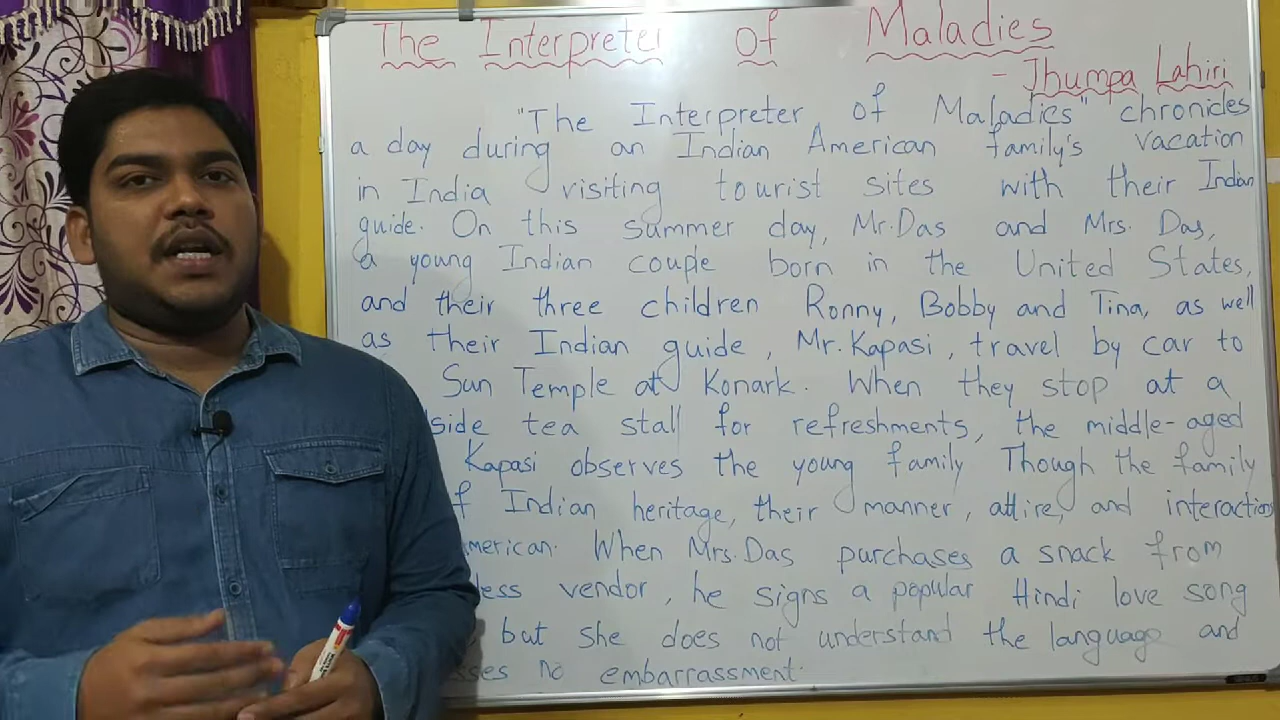 The Interpreter of Maladies
- Jhumpa Lahiri
"The Interpreter of Maladies" chronicles
a day during an Indian American family's vacation
in India visiting tourist sites with their Indian
guide. On this summer day, Mr. Das and Mrs. Das,
a young Indian couple born in the United States,
and their three children Ronny, Bobby and Tina, as well
as their Indian guide, Mr. Kapasi, travel by car to
Sun Temple at Konark. When they stop at a
side tea stall for refreshments, the middle-aged
Kapasi observes the young family Though the family
f Indian heritage, their manner, attire, and interaction
merican. When Mrs. Das purchases a snack from
less vendor, he signs a popular Hindi love song
but she does not understand the language and
sses no embarrassment.